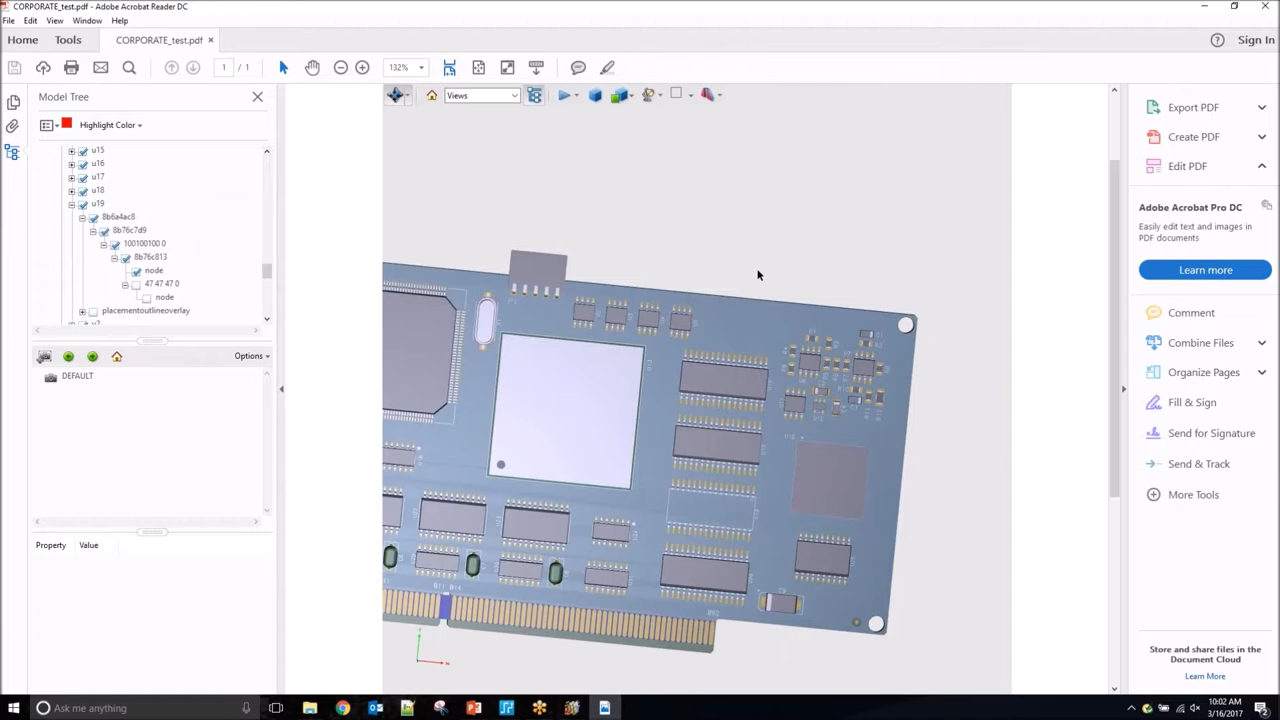 CORPORATE_test.pdf - Adobe Acrobat Reader DC
File Edit View Window Help
Home Tools CORPORATE_test.pdf × Sign In
1 / 1 132%
Model Tree
Views
Highlight Color
u15
u16
u17
u18
u19
8b6a4ac8
8b76c7d9
100100100 0
8b76c813
node
47 47 47 0
node
placementoutlineoverlay
Options
DEFAULT
Property Value
B11 B14
Export PDF
Create PDF
Edit PDF
Adobe Acrobat Pro DC
Easily edit text and images in
PDF documents
Learn more
Comment
Combine Files
Organize Pages
Fill & Sign
Send for Signature
Send & Track
More Tools
Store and share files in the
Document Cloud
Learn More
Ask me anything
10:02 AM
3/16/2017
2